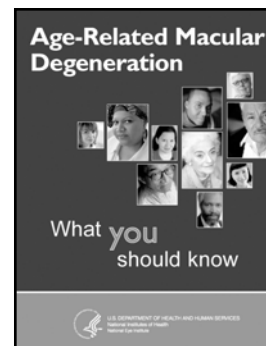 Age-Related Macular
Degeneration
What you
should know
U.S. DEPARTMENT OF HEALTH AND HUMAN SERVICES
National Institutes of Health
National Eye Institute